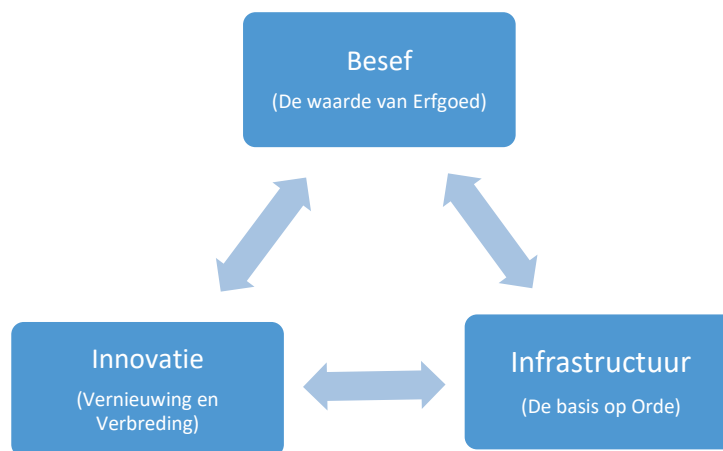 Besef
(De waarde van Erfgoed)
Innovatie
(Vernieuwing en
Verbreding)
Infrastructuur
(De basis op Orde)